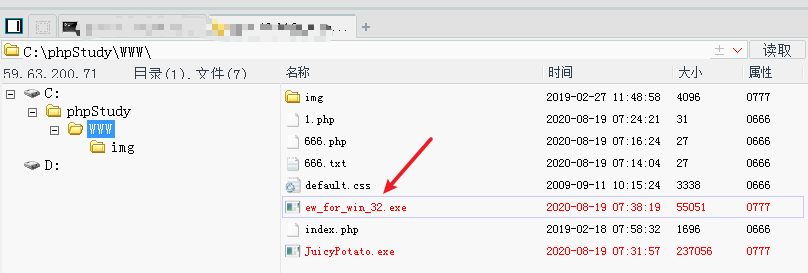 C:\phpStudy\WWW\ 读取
59.63.200.71 目录(1),文件(7) 名称 时间 大小 属性
C:
phpStudy
WWW
img
D:
img 2019-02-27 11:48:58 4096 0777
1.php 2020-08-19 07:24:21 31 0666
666.php 2020-08-19 07:16:24 27 0666
666.txt 2020-08-19 07:14:04 27 0666
default.css 2009-09-11 10:15:24 3338 0666
ew_for_win_32.exe 2020-08-19 07:38:19 55051 0777
index.php 2019-02-18 07:58:32 1696 0666
JuicyPotato.exe 2020-08-19 07:31:57 237056 0777